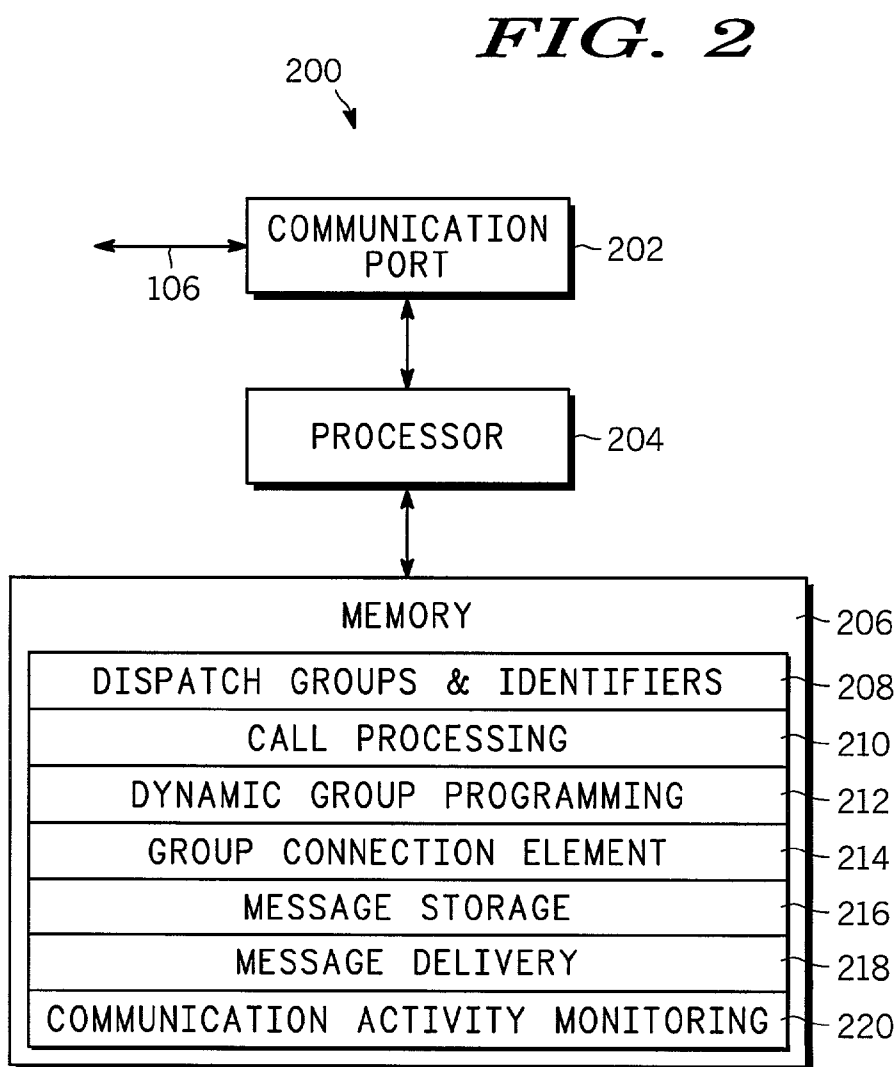 FIG. 2
200
COMMUNICATION
PORT
202
106
PROCESSOR
204
MEMORY
206
DISPATCH GROUPS & IDENTIFIERS
208
CALL PROCESSING
210
DYNAMIC GROUP PROGRAMMING
212
GROUP CONNECTION ELEMENT
214
MESSAGE STORAGE
216
MESSAGE DELIVERY
218
COMMUNICATION ACTIVITY MONITORING
220